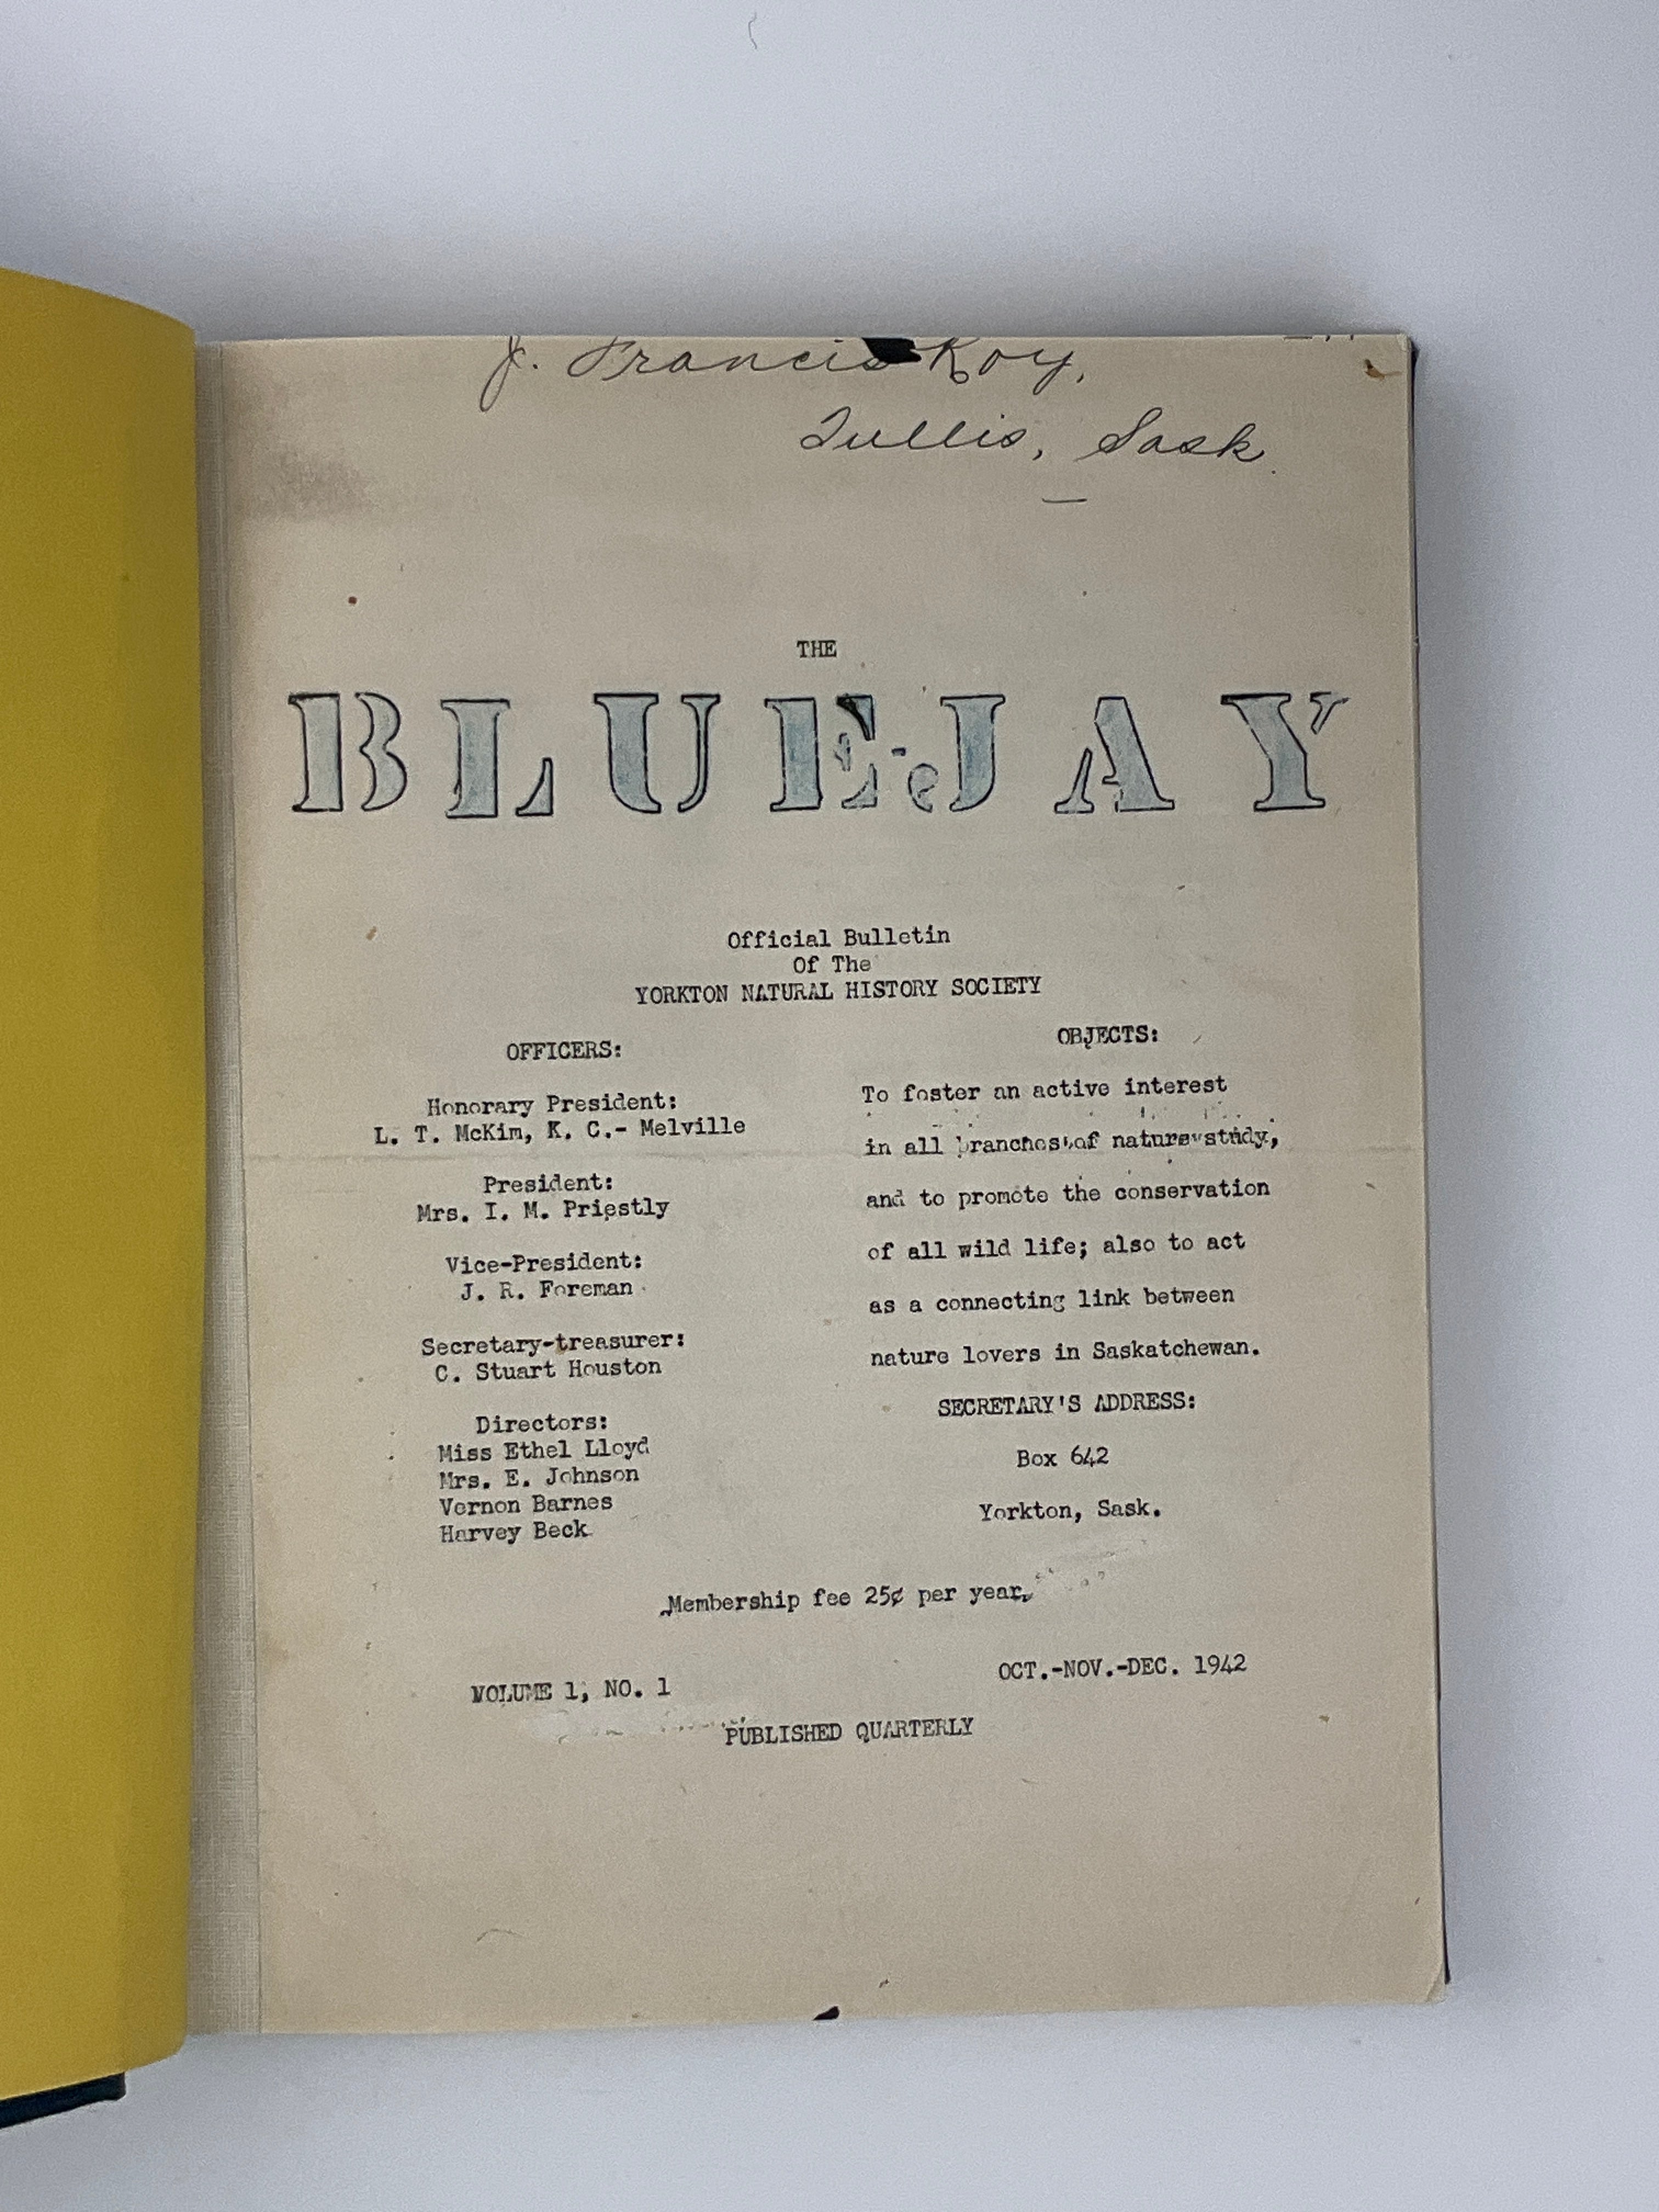 J. Francis Roy,
Tullis, Sask.
THE
BLUE JAY
Official Bulletin
Of The
YORKTON NATURAL HISTORY SOCIETY
OFFICERS:
Honorary President:
L. T. McKim, K. C.- Melville
President:
Mrs. I. M. Priestly
Vice-President:
J. R. Foreman
Secretary-treasurer:
C. Stuart Houston
Directors:
Miss Ethel Lloyd
Mrs. E. Johnson
Vernon Barnes
Harvey Beck
OBJECTS:
To foster an active interest
in all branches of nature study,
and to promote the conservation
of all wild life; also to act
as a connecting link between
nature lovers in Saskatchewan.
SECRETARY'S ADDRESS:
Box 642
Yorkton, Sask.
Membership fee 25¢ per year.
VOLUME 1, NO. 1
OCT.-NOV.-DEC. 1942
PUBLISHED QUARTERLY